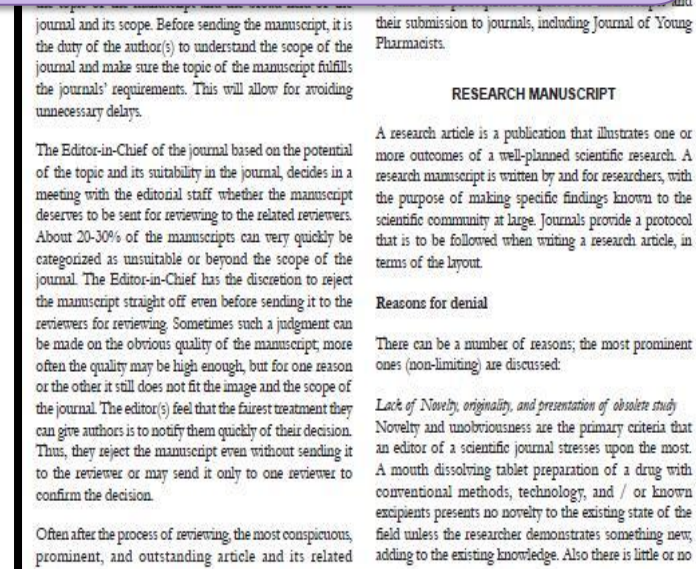 journal and its scope. Before sending the manuscript, it is
the duty of the author(s) to understand the scope of the
journal and make sure the topic of the manuscript fulfills
the journals' requirements. This will allow for avoiding
unnecessary delays.
The Editor-in-Chief of the journal based on the potential
of the topic and its suitability in the journal, decides in a
meeting with the editorial staff whether the manuscript
deserves to be sent for reviewing to the related reviewers.
About 20-30% of the manuscripts can very quickly be
categorized as unsuitable or beyond the scope of the
journal. The Editor-in-Chief has the discretion to reject
the manuscript straight off even before sending it to the
reviewers for reviewing. Sometimes such a judgment can
be made on the obvious quality of the manuscript; more
often the quality may be high enough, but for one reason
or the other it still does not fit the image and the scope of
the journal. The editor(s) feel that the fairest treatment they
can give authors is to notify them quickly of their decision.
Thus, they reject the manuscript even without sending it
to the reviewer or may send it only to one reviewer to
confirm the decision.
Often after the process of reviewing, the most conspicuous,
prominent, and outstanding article and its related
their submission to journals, including Journal of Young
Pharmacists.
RESEARCH MANUSCRIPT
A research article is a publication that illustrates one or
more outcomes of a well-planned scientific research. A
research manuscript is written by and for researchers, with
the purpose of making specific findings known to the
scientific community at large. Journals provide a protocol
that is to be followed when writing a research article, in
terms of the layout.
Reasons for denial
There can be a number of reasons; the most prominent
ones (non-limiting) are discussed:
Lack of Novelty, originality, and presentation of obsolete study
Novelty and unobviousness are the primary criteria that
an editor of a scientific journal stresses upon the most.
A mouth dissolving tablet preparation of a drug with
conventional methods, technology, and / or known
excipients presents no novelty to the existing state of the
field unless the researcher demonstrates something new,
adding to the existing knowledge. Also there is little or no